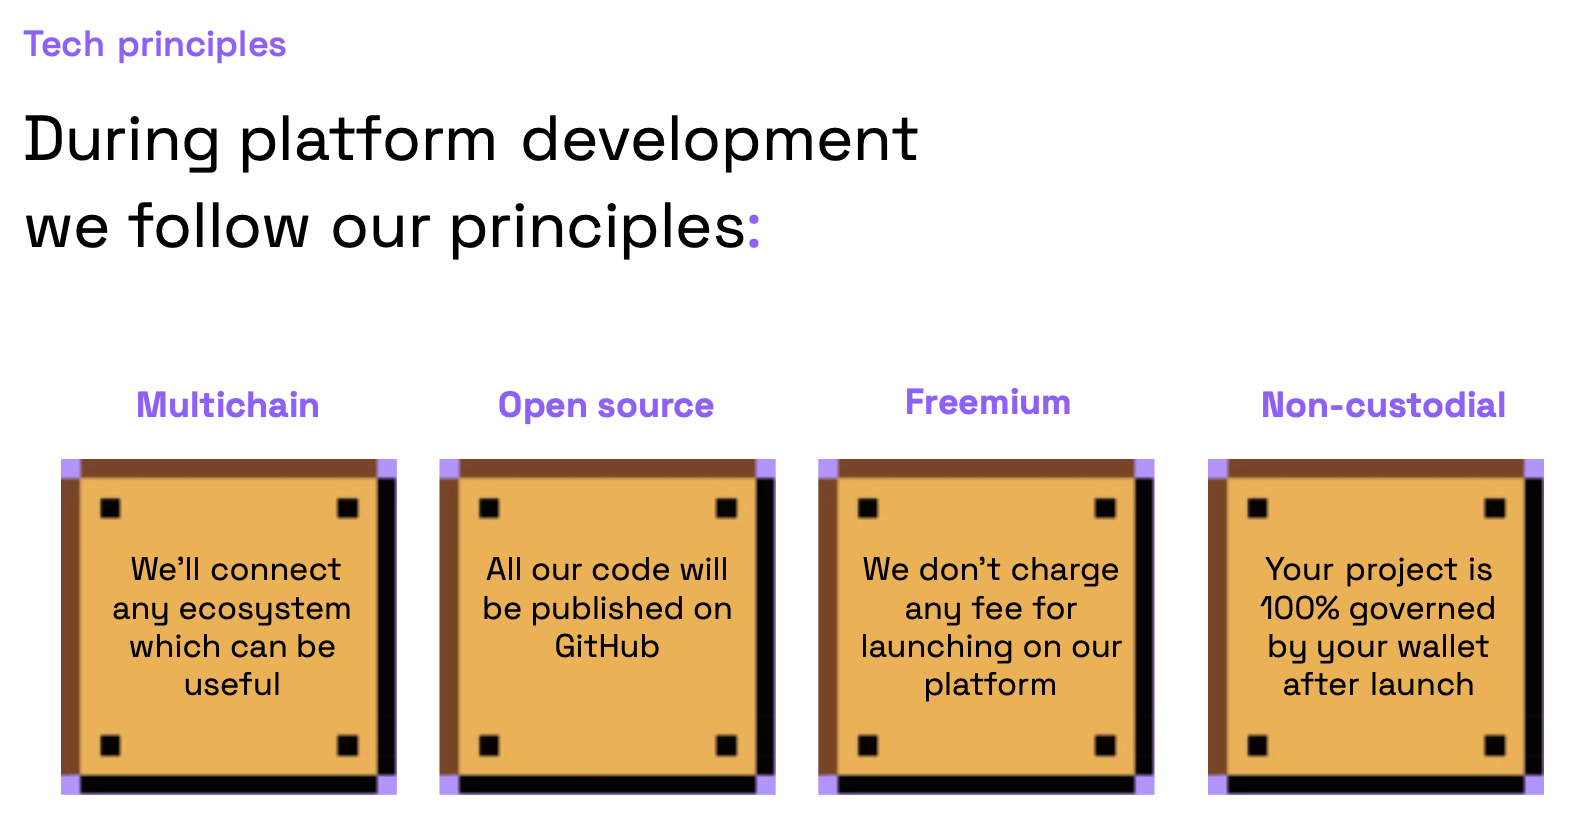 Tech principles
During platform development
we follow our principles:
Multichain
We'll connect
any ecosystem
which can be
useful
Open source
All our code will
be published on
GitHub
Freemium
We don't charge
any fee for
launching on our
platform
Non-custodial
Your project is
100% governed
by your wallet
after launch